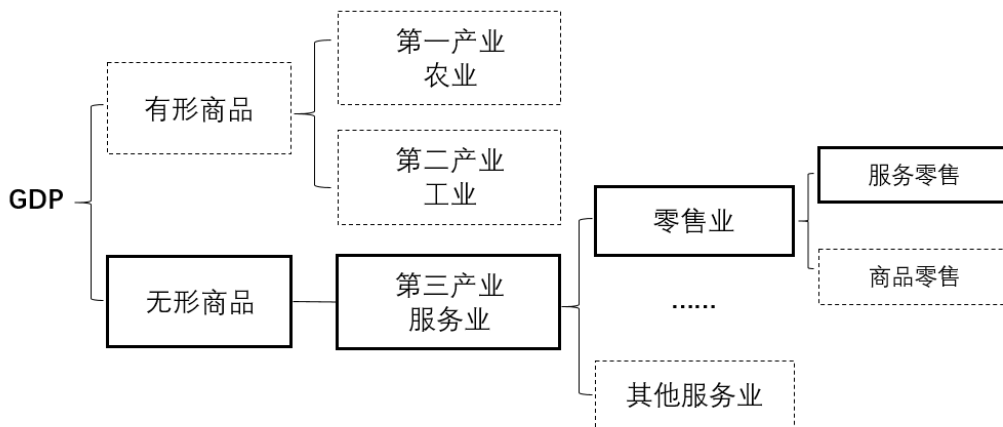 第一产业
农业
有形商品
第二产业
工业
GDP
服务零售
零售业
商品零售
无形商品
第三产业
服务业
……
其他服务业